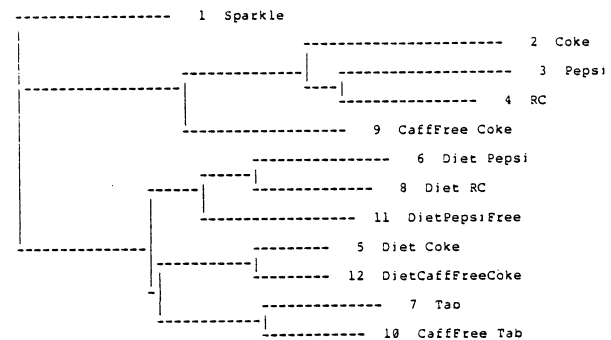 1 Sparkle
2 Coke
3 Pepsi
4 RC
9 CaffFree Coke
6 Diet Pepsi
8 Diet RC
11 DietPepsiFree
5 Diet Coke
12 DietCaffFreeCoke
7 Tab
10 CaffFree Tab